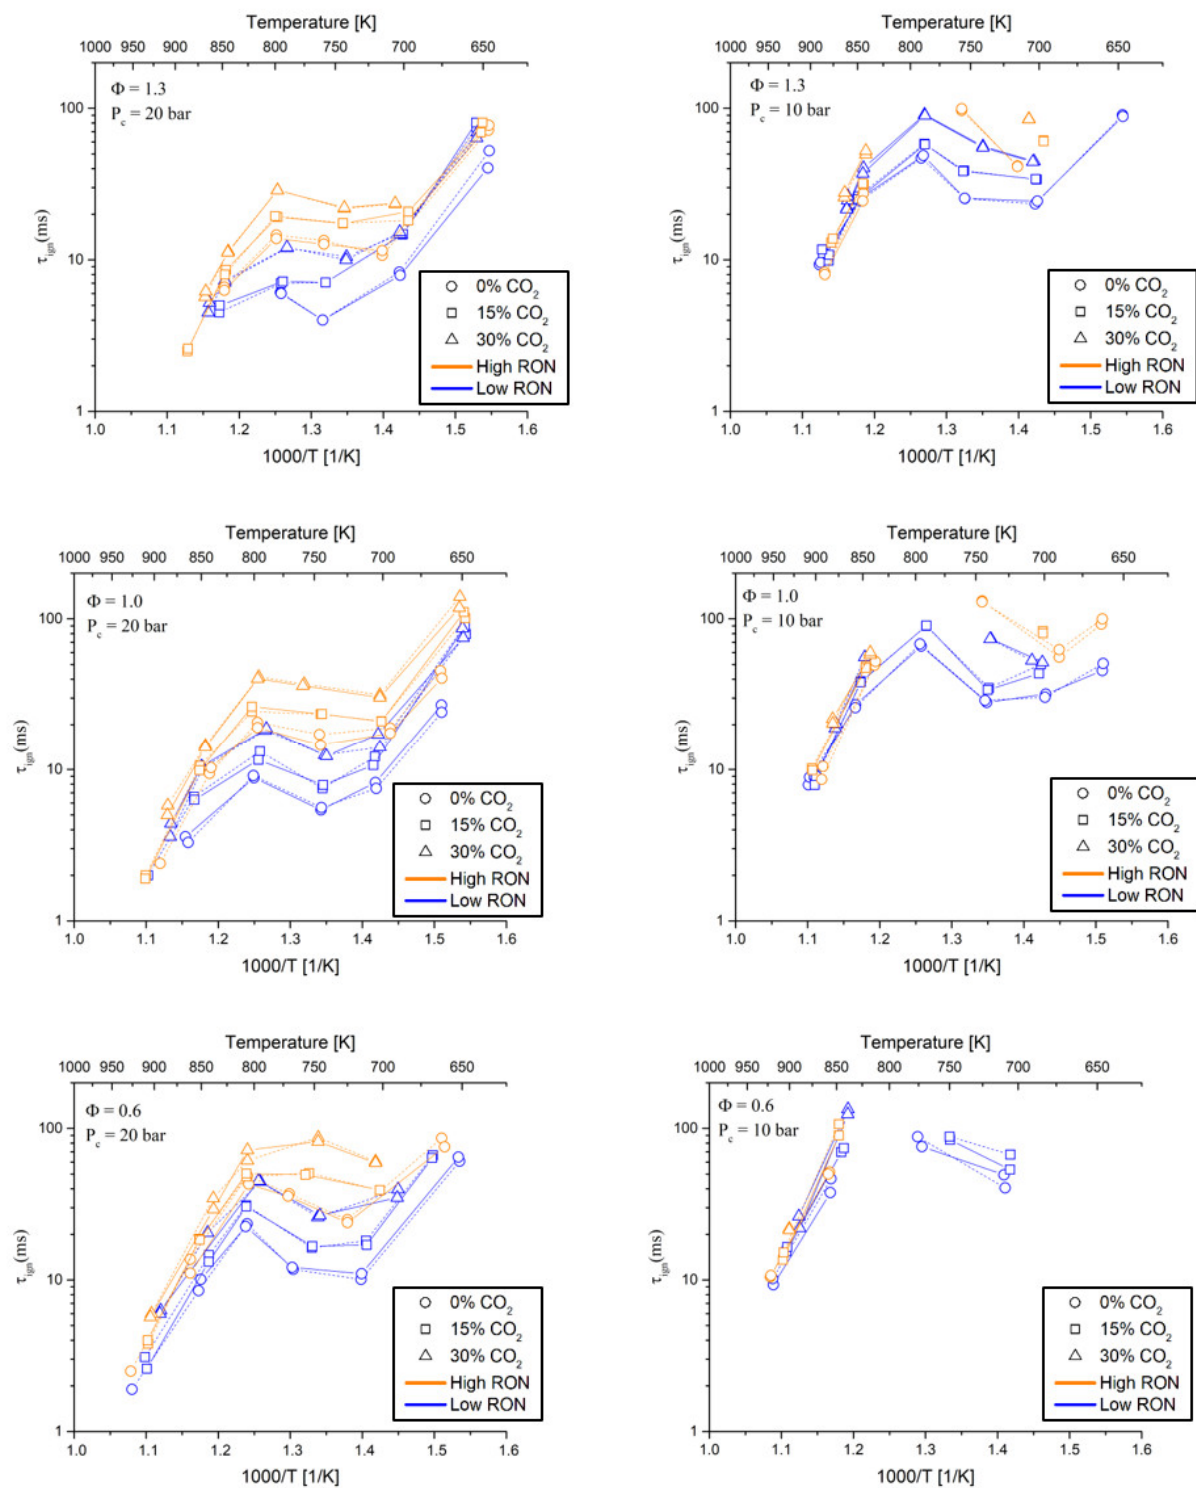 Temperature [K]
1000 950 900 850 800 750 700 650
Φ = 1.3
P_c = 20 bar
100
10
1
τ_ign(ms)
0% CO₂
15% CO₂
30% CO₂
High RON
Low RON
1.0 1.1 1.2 1.3 1.4 1.5 1.6
1000/T [1/K]
Temperature [K]
1000 950 900 850 800 750 700 650
Φ = 1.3
P_c = 10 bar
100
10
1
τ_ign(ms)
0% CO₂
15% CO₂
30% CO₂
High RON
Low RON
1.0 1.1 1.2 1.3 1.4 1.5 1.6
1000/T [1/K]
Temperature [K]
1000 950 900 850 800 750 700 650
Φ = 1.0
P_c = 20 bar
100
10
1
τ_ign(ms)
0% CO₂
15% CO₂
30% CO₂
High RON
Low RON
1.0 1.1 1.2 1.3 1.4 1.5 1.6
1000/T [1/K]
Temperature [K]
1000 950 900 850 800 750 700 650
Φ = 1.0
P_c = 10 bar
100
10
1
τ_ign(ms)
0% CO₂
15% CO₂
30% CO₂
High RON
Low RON
1.0 1.1 1.2 1.3 1.4 1.5 1.6
1000/T [1/K]
Temperature [K]
1000 950 900 850 800 750 700 650
Φ = 0.6
P_c = 20 bar
100
10
1
τ_ign(ms)
0% CO₂
15% CO₂
30% CO₂
High RON
Low RON
1.0 1.1 1.2 1.3 1.4 1.5 1.6
1000/T [1/K]
Temperature [K]
1000 950 900 850 800 750 700 650
Φ = 0.6
P_c = 10 bar
100
10
1
τ_ign(ms)
0% CO₂
15% CO₂
30% CO₂
High RON
Low RON
1.0 1.1 1.2 1.3 1.4 1.5 1.6
1000/T [1/K]